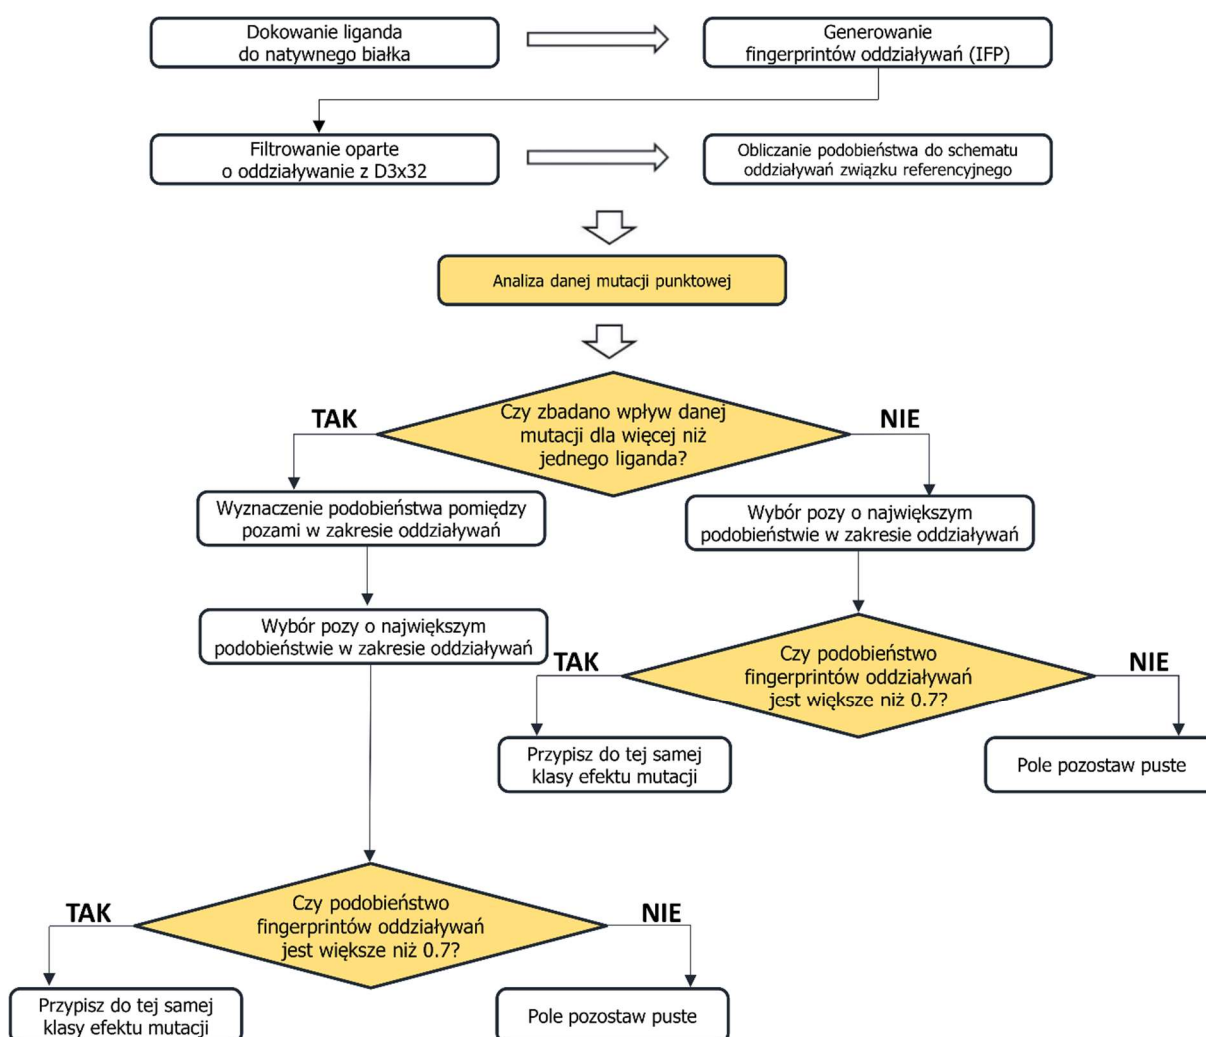 Dokowanie liganda
do natywnego białka
Generowanie
fingerprintów oddziaływań (IFP)
Filtrowanie oparte
o oddziaływanie z D3x32
Obliczanie podobieństwa do schematu
oddziaływań związku referencyjnego
Analiza danej mutacji punktowej
Czy zbadano wpływ danej
mutacji dla więcej niż
jednego liganda?
TAK
NIE
Wyznaczenie podobieństwa pomiędzy
pozami w zakresie oddziaływań
Wybór pozy o największym
podobieństwie w zakresie oddziaływań
Wybór pozy o największym
podobieństwie w zakresie oddziaływań
Czy podobieństwo
fingerprintów oddziaływań
jest większe niż 0.7?
TAK
NIE
Przypisz do tej samej
klasy efektu mutacji
Pole pozostaw puste
Czy podobieństwo
fingerprintów oddziaływań
jest większe niż 0.7?
TAK
NIE
Przypisz do tej samej
klasy efektu mutacji
Pole pozostaw puste